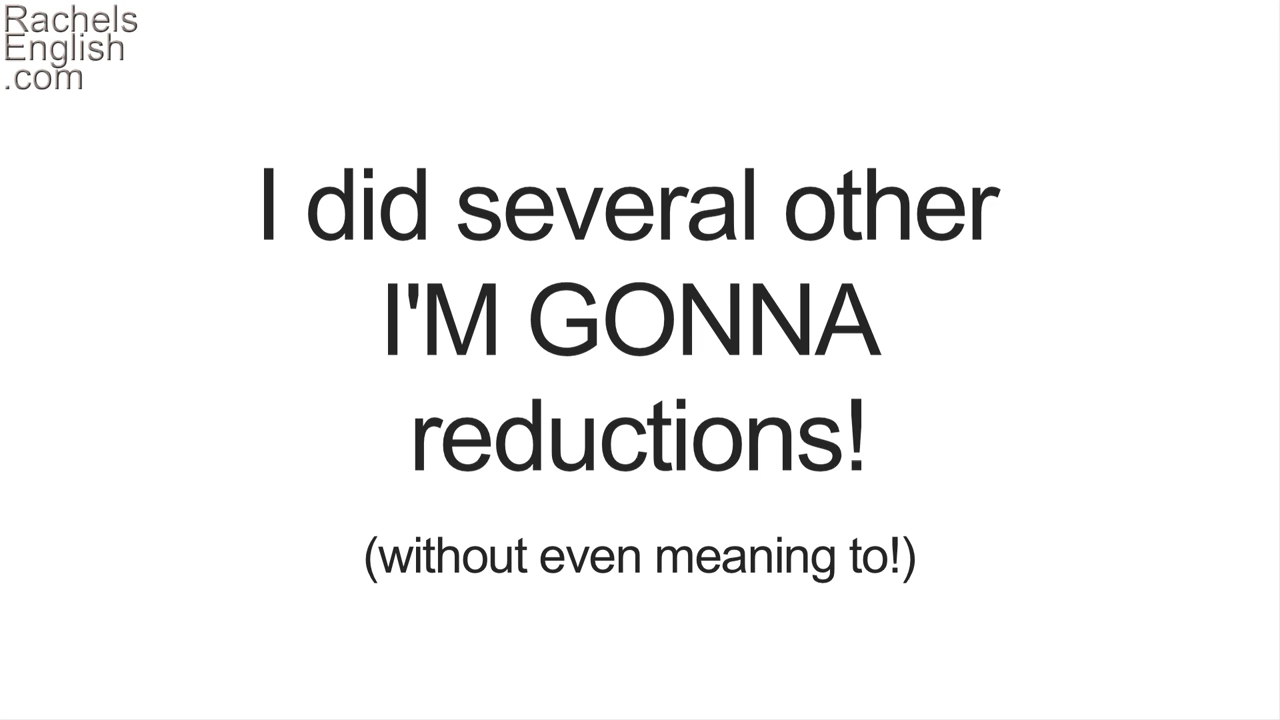 Rachels
English
.com
I did several other
I'M GONNA
reductions!
(without even meaning to!)